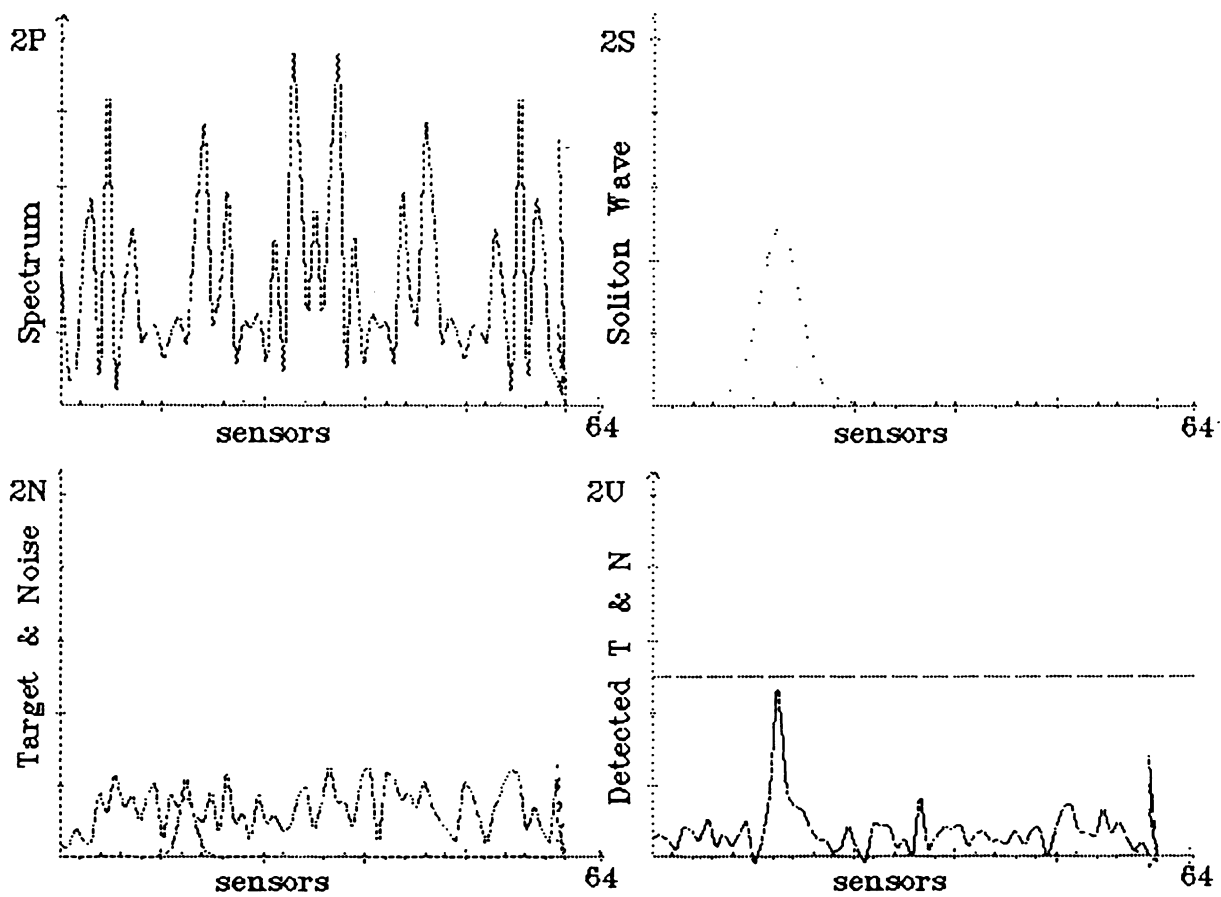 2P
Spectrum
sensors
64
2S
Soliton Wave
sensors
64
2N
Target & Noise
sensors
64
2U
Detected T & N
sensors
64